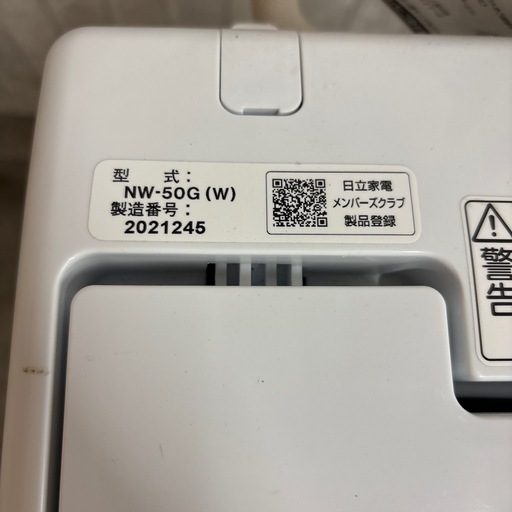 型　式：
NW-50G（W）
製造番号：
2021245
日立家電
メンバーズクラブ
製品登録
警告